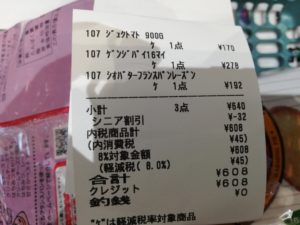 107 ジュクトマト 900G
ケ 1点 ¥170
107 ゲンジパイ16マイ
ケ 1点 ¥278
107 シオバターフランスパンレーズン
ケ 1点 ¥192
小計 3点 ¥640
シニア割引 ¥-32
内税商品計 ¥608
(内消費税 ¥45)
8%対象金額 ¥608
(軽減税( 8.0%) ¥45)
合計 ¥608
クレジット ¥608
釣銭 ¥0
"ケ"は軽減税率対象商品